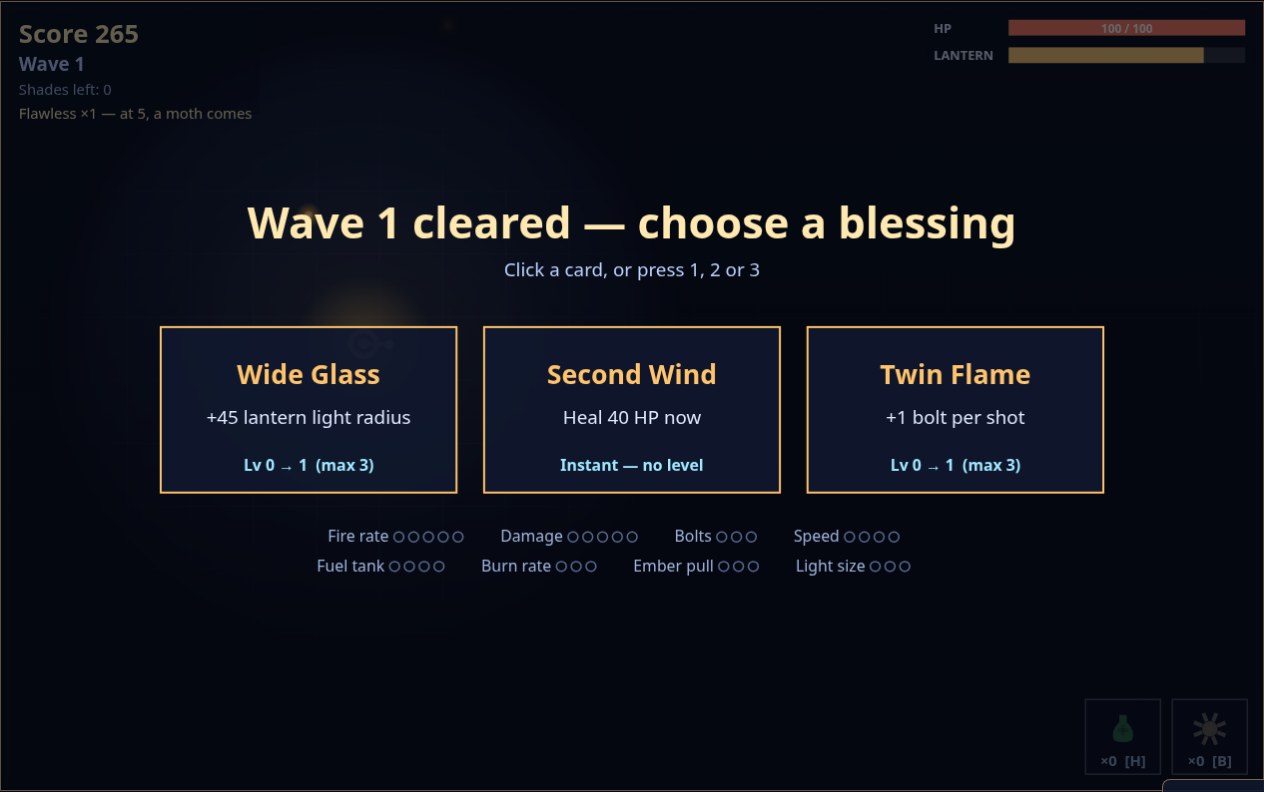 Score 265
Wave 1
Shades left: 0
Flawless ×1 — at 5, a moth comes
HP 100 / 100
LANTERN
Wave 1 cleared — choose a blessing
Click a card, or press 1, 2 or 3
Wide Glass
+45 lantern light radius
Lv 0 → 1 (max 3)
Second Wind
Heal 40 HP now
Instant — no level
Twin Flame
+1 bolt per shot
Lv 0 → 1 (max 3)
Fire rate ○○○○○ Damage ○○○○○ Bolts ○○○ Speed ○○○○
Fuel tank ○○○○ Burn rate ○○○ Ember pull ○○○ Light size ○○○
×0 [H]
×0 [B]